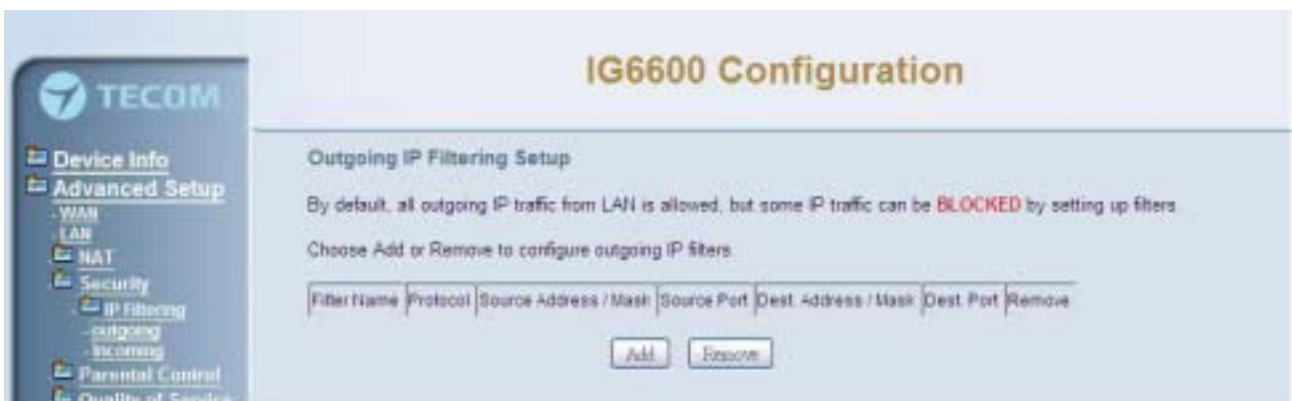 IG6600 Configuration
TECOM
Device Info
Advanced Setup
- WAN
- LAN
NAT
Security
IP Filtering
- outgoing
- Incoming
Parental Control
Quality of Service
Outgoing IP Filtering Setup
By default, all outgoing IP traffic from LAN is allowed, but some IP traffic can be BLOCKED by setting up filters.
Choose Add or Remove to configure outgoing IP filters.
Filter Name Protocol Source Address / Mask Source Port Dest. Address / Mask Dest. Port Remove
Add Remove